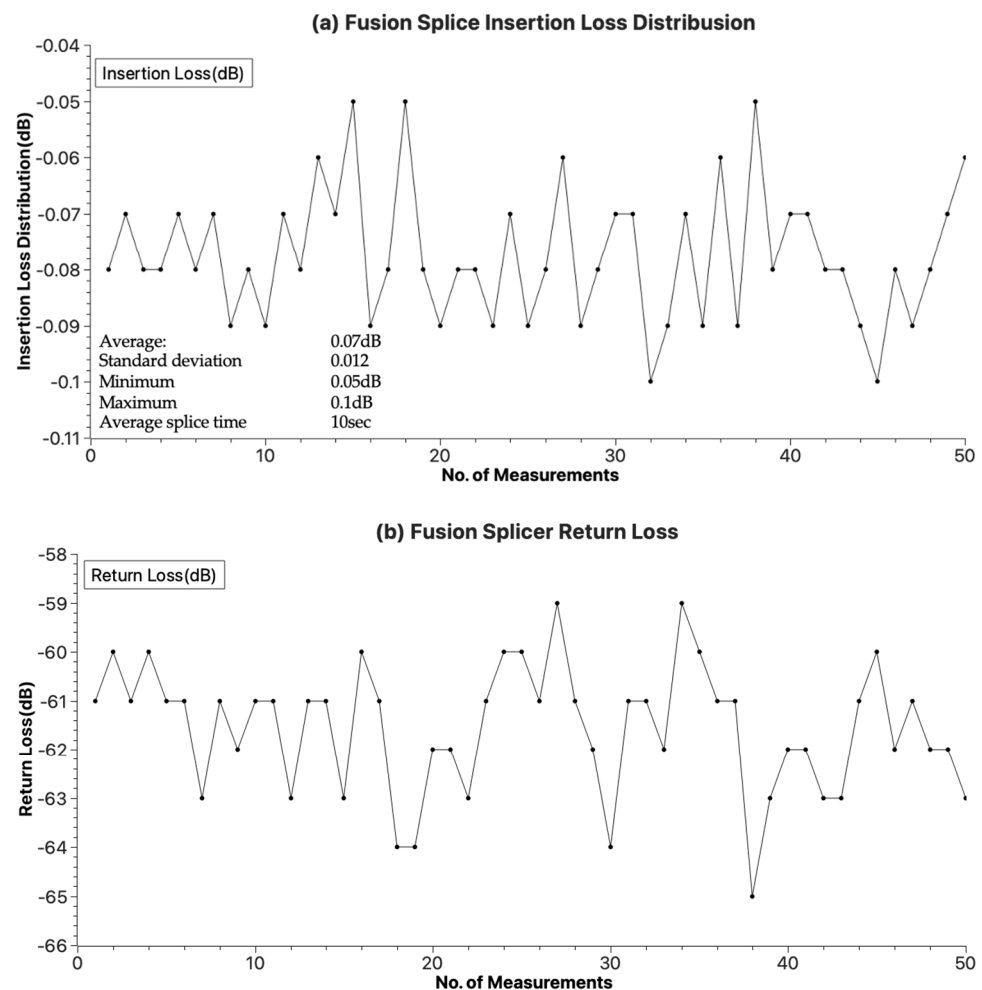 (a) Fusion Splice Insertion Loss Distribusion
-0.04
Insertion Loss(dB)
-0.05
-0.06
-0.07
-0.08
-0.09
-0.1
-0.11
Insertion Loss Distribution(dB)
Average: 0.07dB
Standard deviation 0.012
Minimum 0.05dB
Maximum 0.1dB
Average splice time 10sec
0 10 20 30 40 50
No. of Measurements
(b) Fusion Splicer Return Loss
-58
Return Loss(dB)
-59
-60
-61
-62
-63
-64
-65
-66
Return Loss(dB)
0 10 20 30 40 50
No. of Measurements